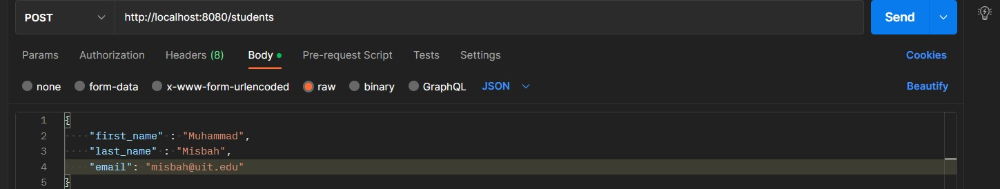 POST http://localhost:8080/students Send
Params Authorization Headers (8) Body Pre-request Script Tests Settings Cookies
none form-data x-www-form-urlencoded raw binary GraphQL JSON Beautify
1 {
2 "first_name" : "Muhammad",
3 "last_name" : "Misbah",
4 "email": "misbah@uit.edu"
5 }